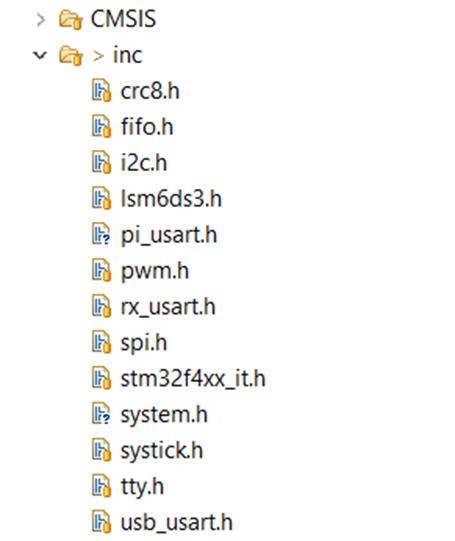 CMSIS
> inc
crc8.h
fifo.h
i2c.h
lsm6ds3.h
pi_usart.h
pwm.h
rx_usart.h
spi.h
stm32f4xx_it.h
system.h
systick.h
tty.h
usb_usart.h